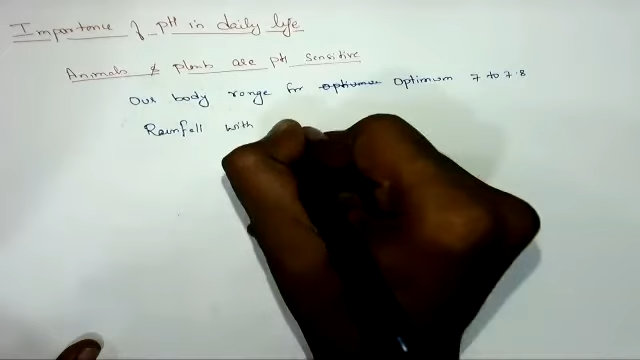 Importance of pH in daily life
Animals & plants are pH sensitive
Our body range for optimum Optimum 7 to 7.8
Rainfall with